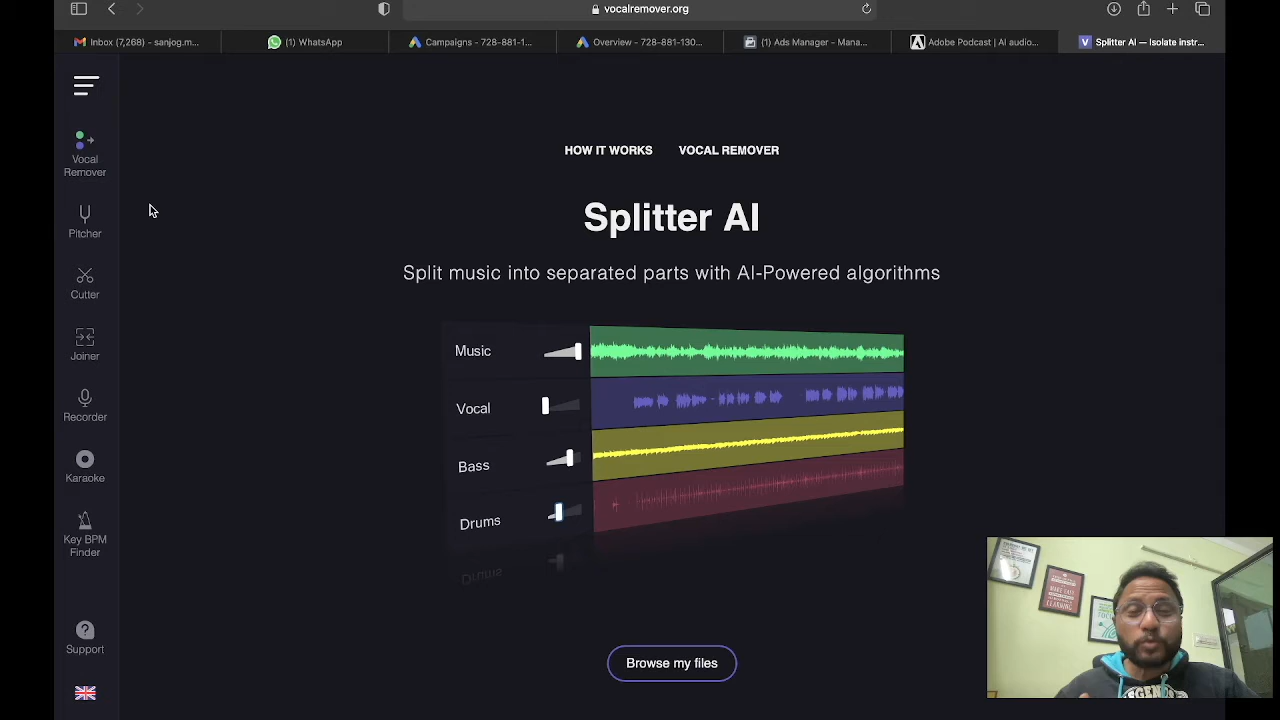 vocalremover.org
Inbox (7,268) - sanjog.m...
(1) WhatsApp
Campaigns - 728-881-1...
Overview - 728-881-130...
(1) Ads Manager - Mana...
Adobe Podcast | AI audio...
V
Splitter AI — Isolate instr...
HOW IT WORKS
VOCAL REMOVER
Splitter AI
Split music into separated parts with AI-Powered algorithms
Vocal
Remover
Pitcher
Cutter
Joiner
Recorder
Karaoke
Key BPM
Finder
Support
Music
Vocal
Bass
Drums
Drums
Browse my files